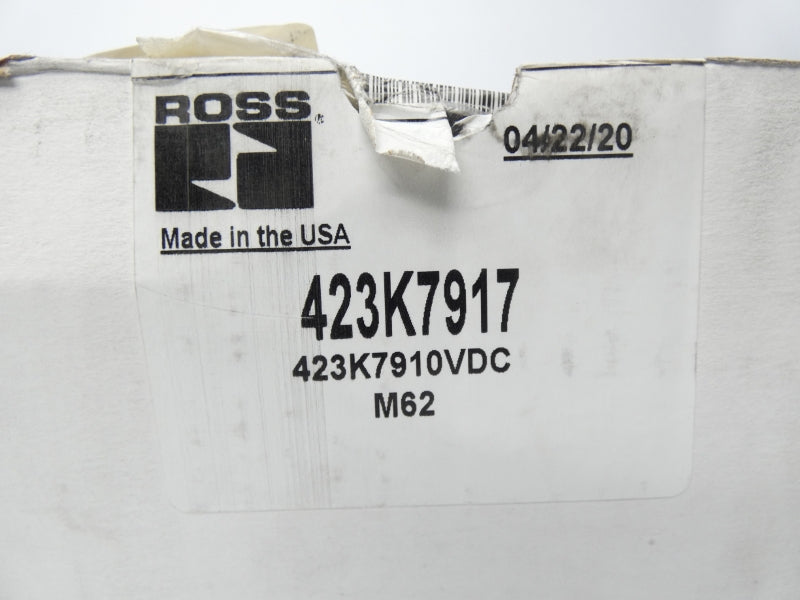 ROSS®
04/22/20
Made in the USA
423K7917
423K7910VDC
M62